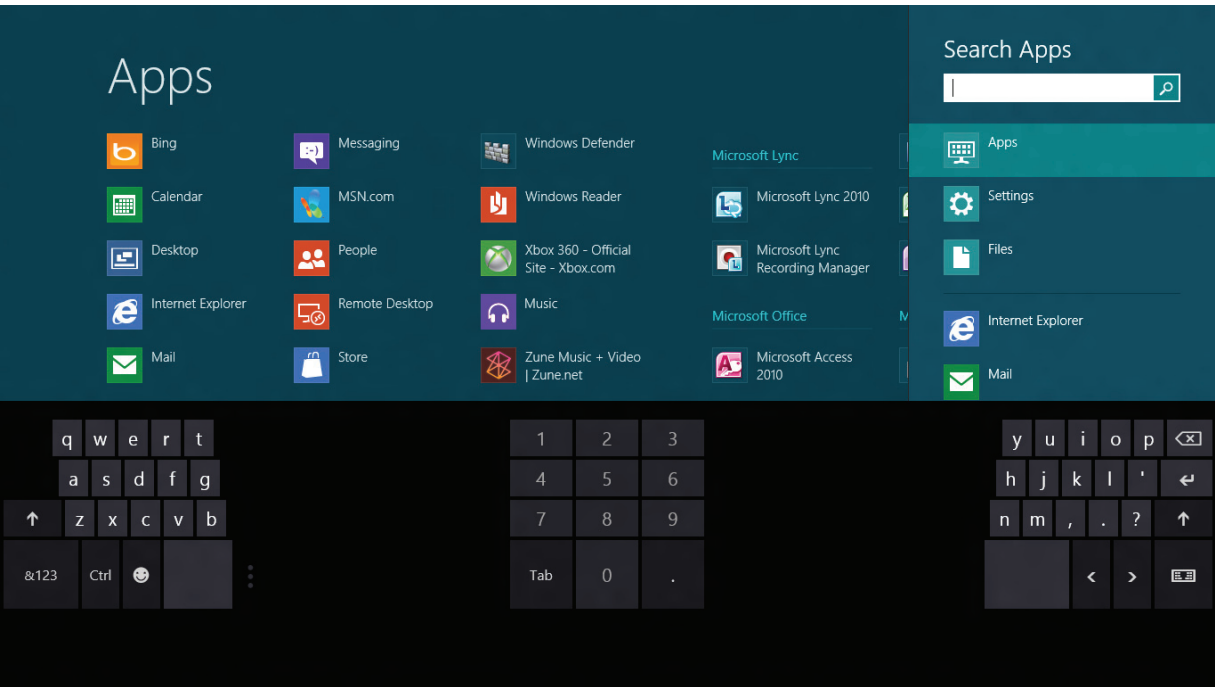 Apps
Bing
Calendar
Desktop
Internet Explorer
Mail
Messaging
MSN.com
People
Remote Desktop
Store
Windows Defender
Windows Reader
Xbox 360 - Official
Site - Xbox.com
Music
Zune Music + Video
| Zune.net
Microsoft Lync
Microsoft Lync 2010
Microsoft Lync
Recording Manager
Microsoft Office
Microsoft Access
2010
M
Search Apps
Apps
Settings
Files
Internet Explorer
Mail
q w e r t
a s d f g
z x c v b
&123 Ctrl
1 2 3
4 5 6
7 8 9
Tab 0 .
y u i o p
h j k l '
n m , . ?
< >